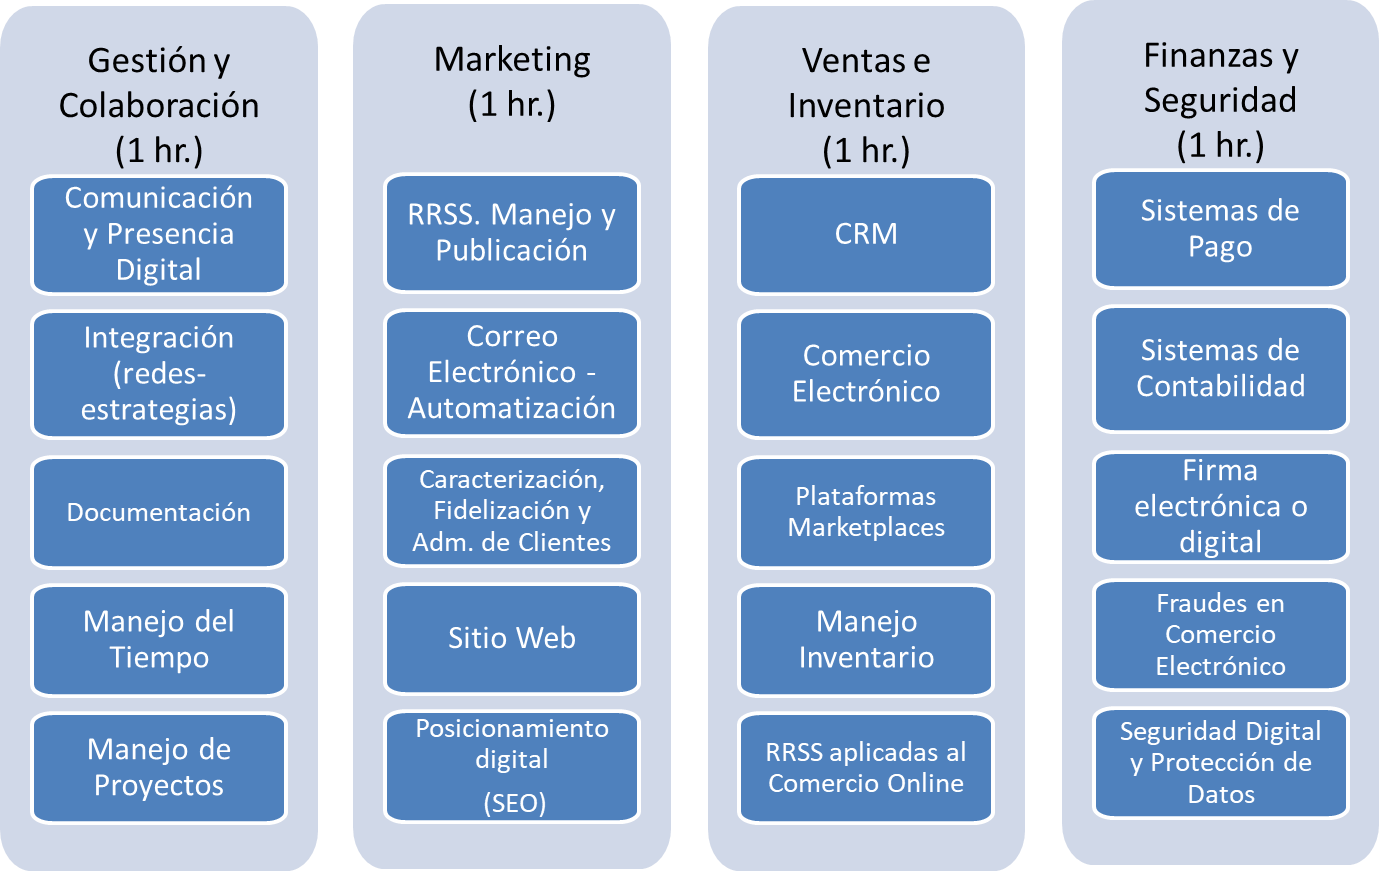 Gestión y
Colaboración
(1 hr.)
Comunicación
y Presencia
Digital
Integración
(redes-
estrategias)
Documentación
Manejo del
Tiempo
Manejo de
Proyectos
Marketing
(1 hr.)
RRSS. Manejo y
Publicación
Correo
Electrónico -
Automatización
Caracterización,
Fidelización y
Adm. de Clientes
Sitio Web
Posicionamiento
digital
(SEO)
Ventas e
Inventario
(1 hr.)
CRM
Comercio
Electrónico
Plataformas
Marketplaces
Manejo
Inventario
RRSS aplicadas al
Comercio Online
Finanzas y
Seguridad
(1 hr.)
Sistemas de
Pago
Sistemas de
Contabilidad
Firma
electrónica o
digital
Fraudes en
Comercio
Electrónico
Seguridad Digital
y Protección de
Datos